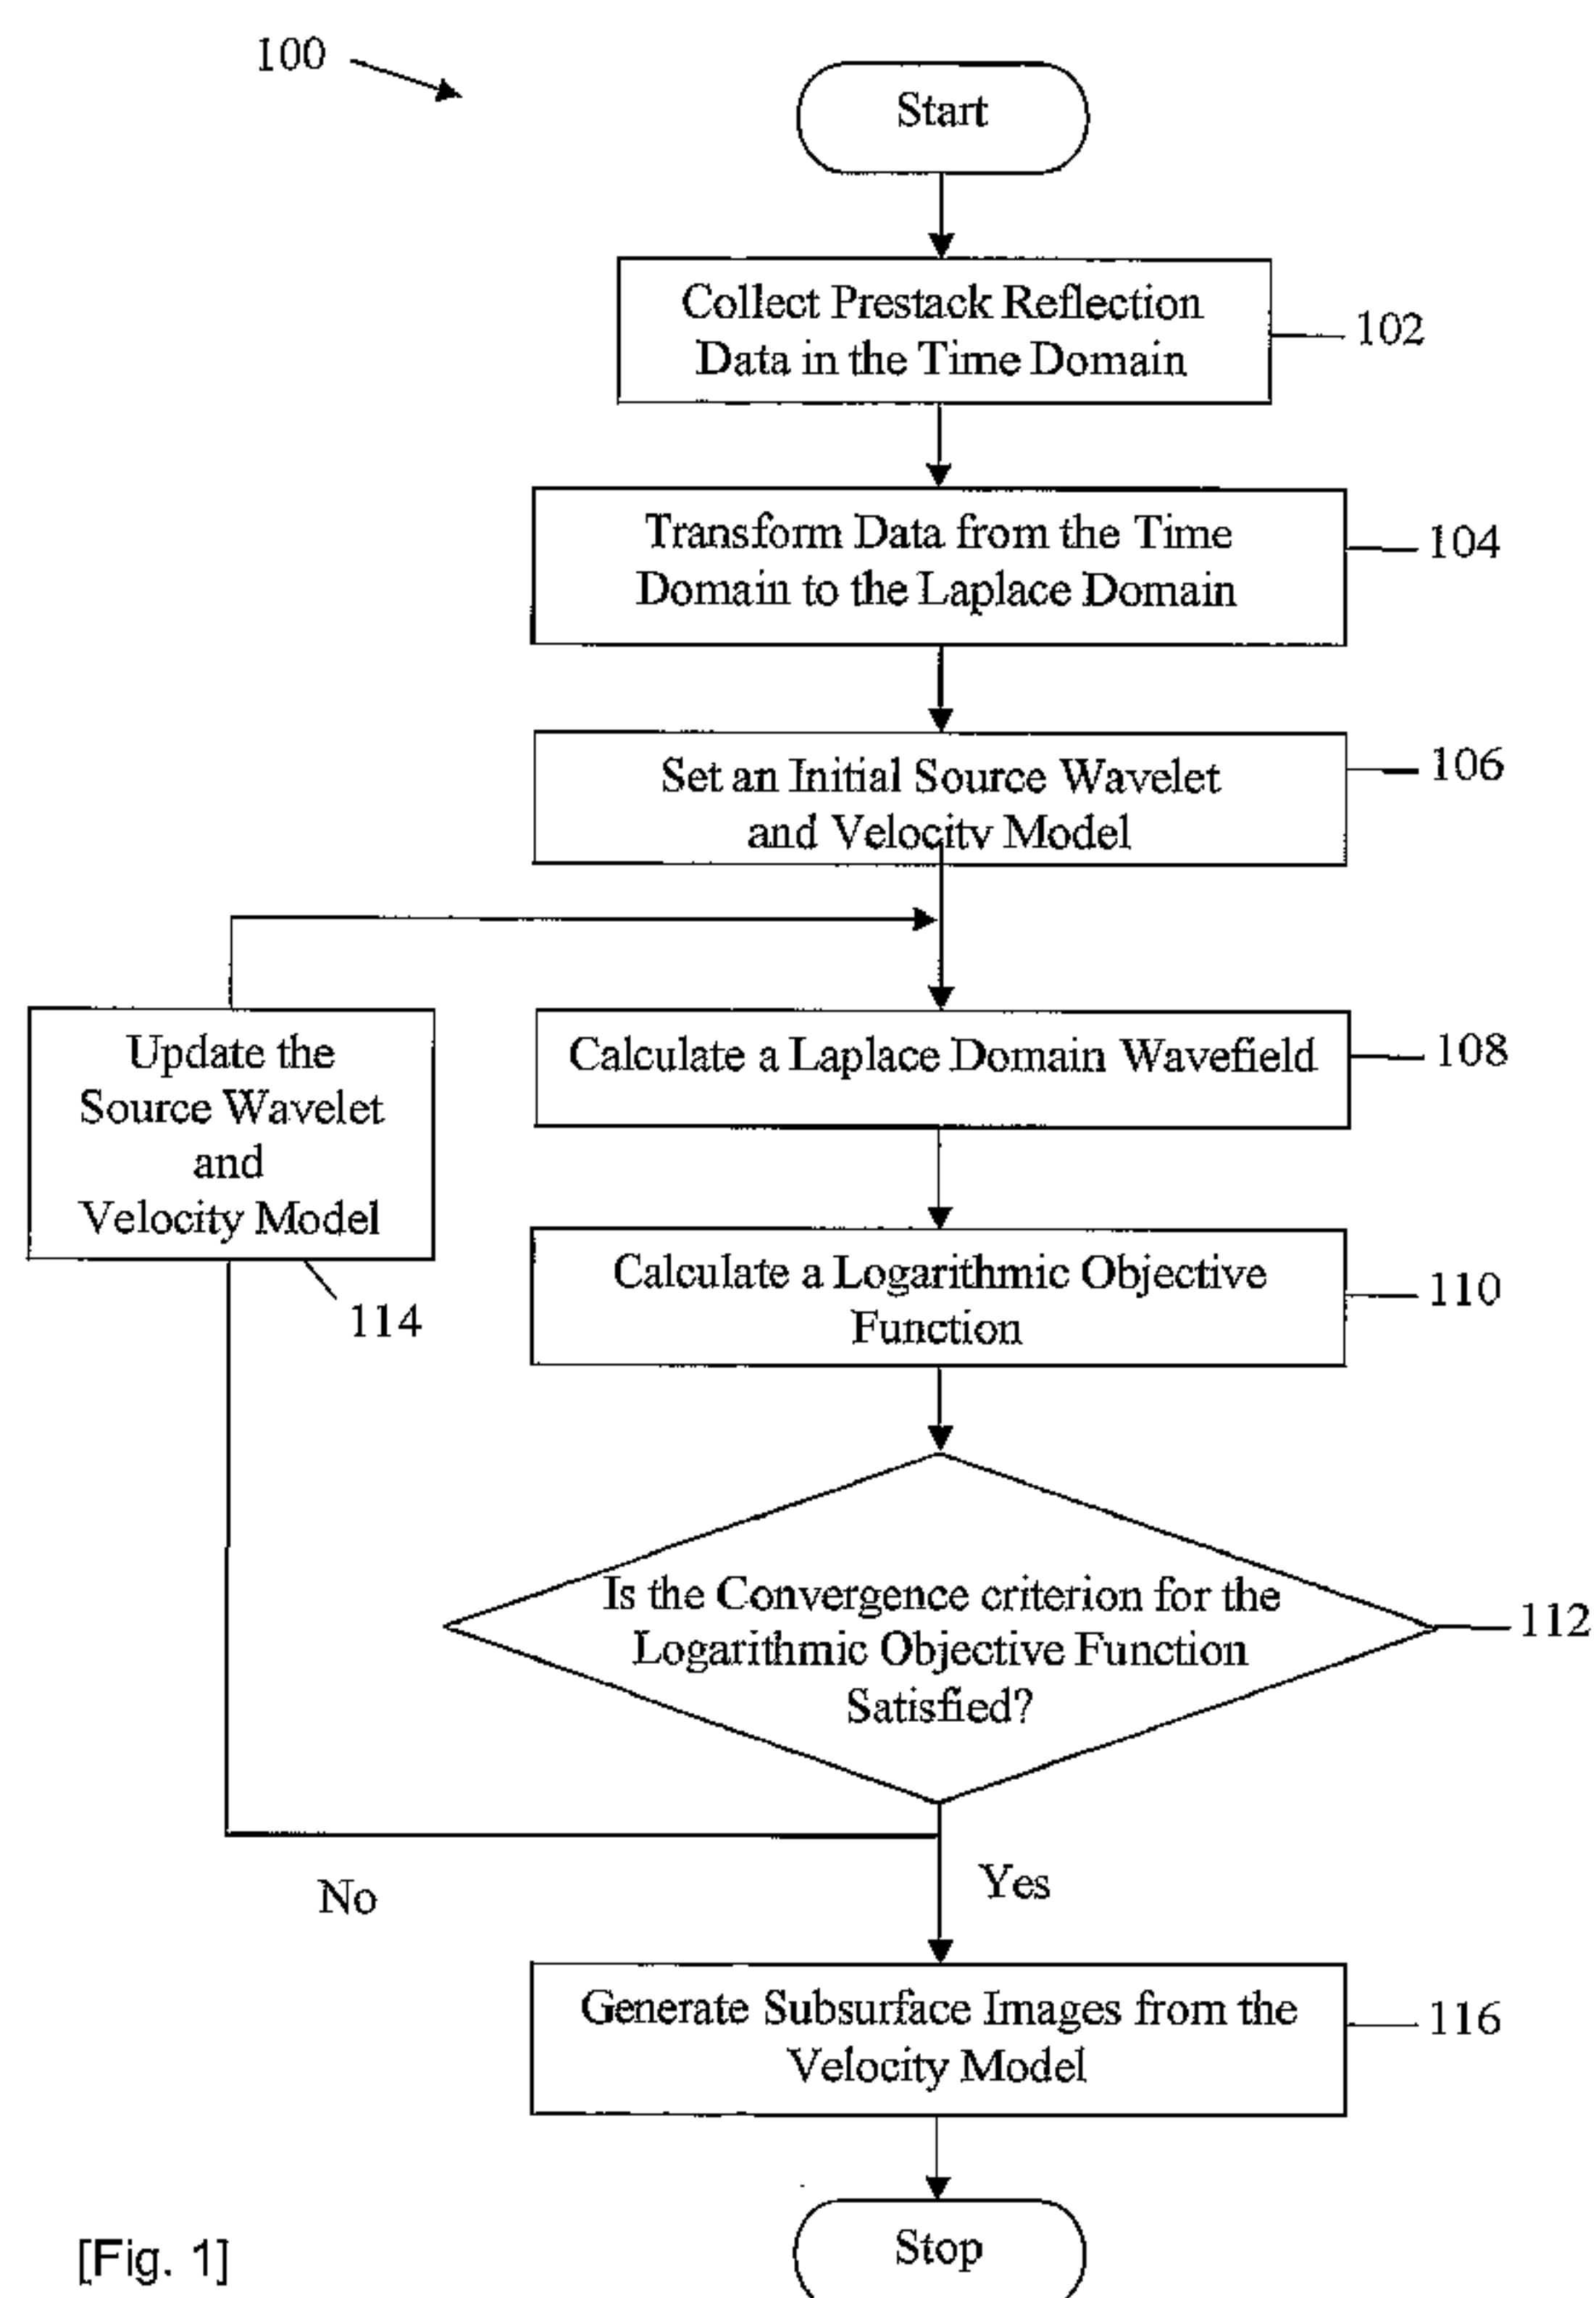 100
Start
Collect Prestack Reflection
Data in the Time Domain
102
Transform Data from the Time
Domain to the Laplace Domain
104
Set an Initial Source Wavelet
and Velocity Model
106
Update the
Source Wavelet
and
Velocity Model
114
Calculate a Laplace Domain Wavefield
108
Calculate a Logarithmic Objective
Function
110
Is the Convergence criterion for the
Logarithmic Objective Function
Satisfied?
112
No
Yes
Generate Subsurface Images from the
Velocity Model
116
Stop
[Fig. 1]